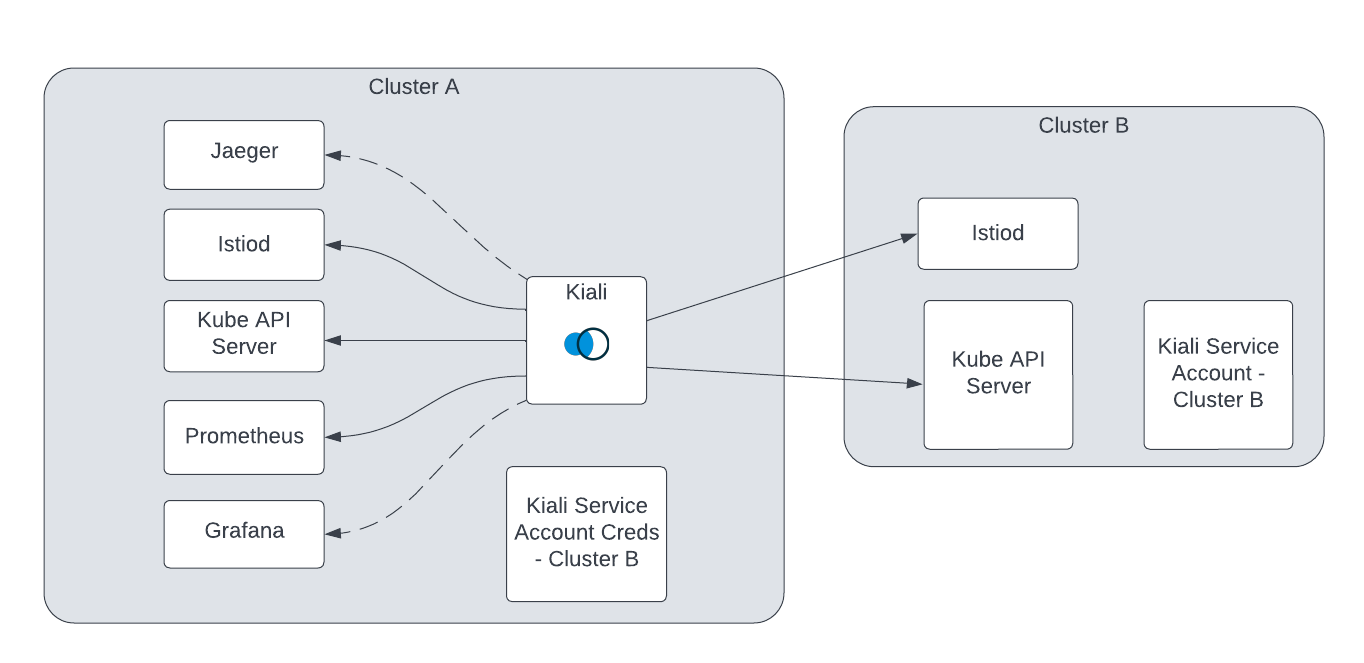 Cluster A
Jaeger
Istiod
Kube API
Server
Prometheus
Grafana
Kiali
Kiali Service
Account Creds
- Cluster B
Cluster B
Istiod
Kube API
Server
Kiali Service
Account -
Cluster B